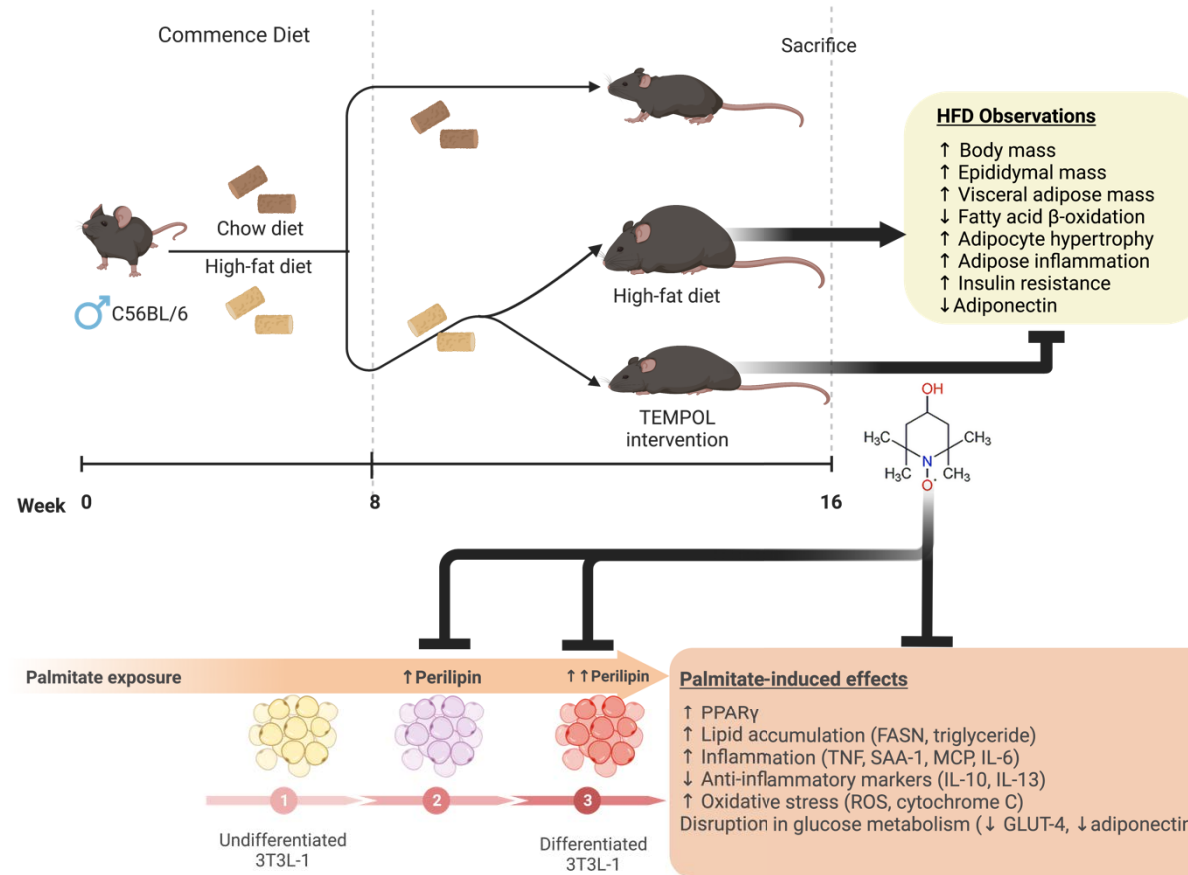 Commence Diet
Sacrifice
Chow diet
High-fat diet
C56BL/6
High-fat diet
TEMPOL
intervention
Week 0 8 16
HFD Observations
↑ Body mass
↑ Epididymal mass
↑ Visceral adipose mass
↓ Fatty acid β-oxidation
↑ Adipocyte hypertrophy
↑ Adipose inflammation
↑ Insulin resistance
↓Adiponectin
OH
H₃C CH₃
H₃C N CH₃
O·
Palmitate exposure
↑Perilipin
↑↑Perilipin
1 2 3
Undifferentiated
3T3L-1
Differentiated
3T3L-1
Palmitate-induced effects
↑ PPARγ
↑ Lipid accumulation (FASN, triglyceride)
↑ Inflammation (TNF, SAA-1, MCP, IL-6)
↓ Anti-inflammatory markers (IL-10, IL-13)
↑ Oxidative stress (ROS, cytochrome C)
Disruption in glucose metabolism (↓ GLUT-4, ↓adiponectin